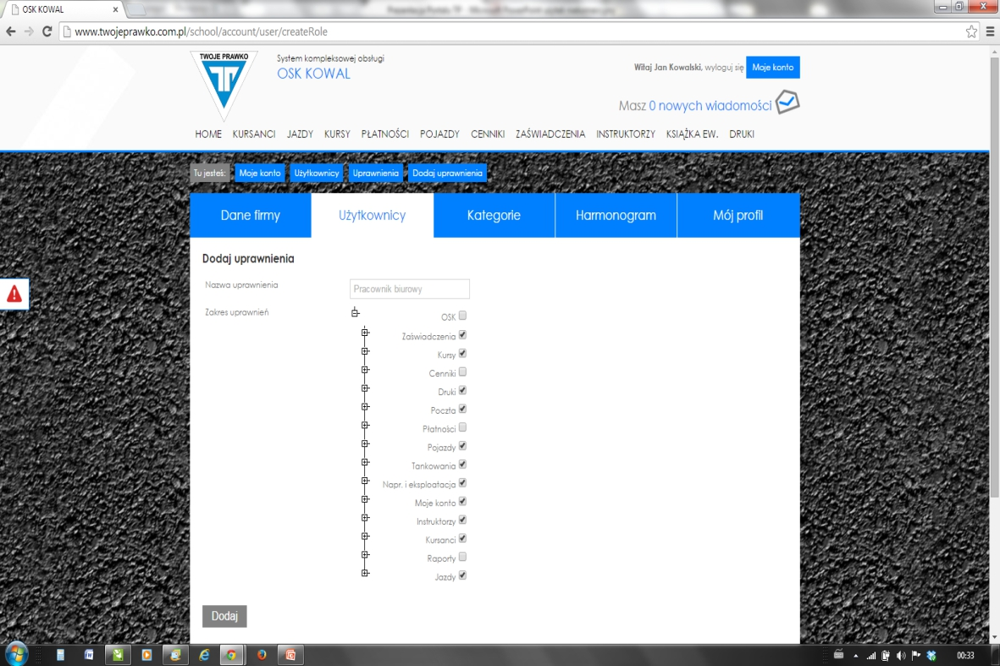 OSK KOWAL
www.twojeprawko.com.pl/school/account/user/createRole
TWOJE PRAWKO
System kompleksowej obsługi
OSK KOWAL
Witaj Jan Kowalski, wyloguj się Moje konto
Masz 0 nowych wiadomości
HOME KURSANCI JAZDY KURSY PŁATNOŚCI POJAZDY CENNIKI ZAŚWIADCZENIA INSTRUKTORZY KSIĄŻKA EW. DRUKI
Tu jesteś: Moje konto Użytkownicy Uprawnienia Dodaj uprawnienia
Dane firmy Użytkownicy Kategorie Harmonogram Mój profil
Dodaj uprawnienia
Nazwa uprawnienia Pracownik biurowy
Zakres uprawnień OSK
Zaświadczenia
Kursy
Cenniki
Druki
Poczta
Płatności
Pojazdy
Tankowania
Napr. i eksploatacja
Moje konto
Instruktorzy
Kursanci
Raporty
Jazdy
Dodaj
00:33